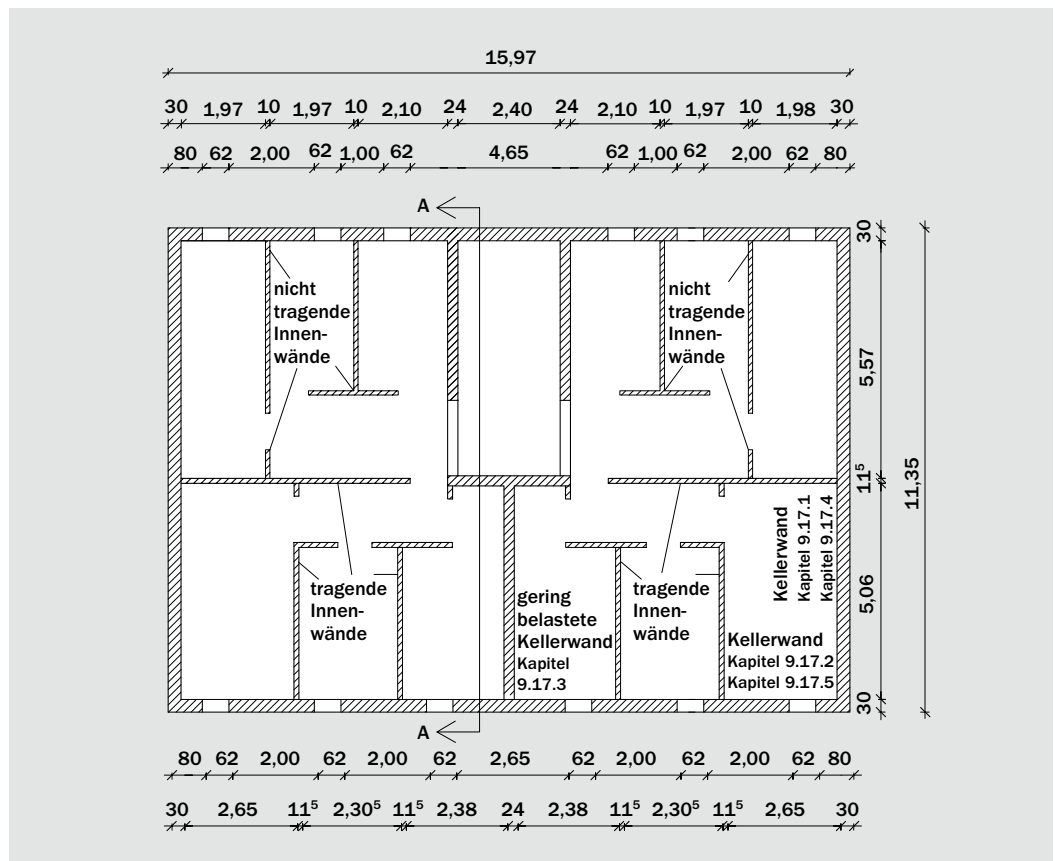 15,97
30 1,97 10 1,97 10 2,10 24 2,40 24 2,10 10 1,97 10 1,98 30
80 62 2,00 62 1,00 62 4,65 62 1,00 62 2,00 62 80
A
30
nicht
tragende
Innen-
wände
nicht
tragende
Innen-
wände
5,57
11⁵
11,35
tragende
Innen-
wände
gering
belastete
Kellerwand
Kapitel
9.17.3
tragende
Innen-
wände
Kellerwand
Kapitel 9.17.1
Kapitel 9.17.4
Kellerwand
Kapitel 9.17.2
Kapitel 9.17.5
5,06
30
A
80 62 2,00 62 2,00 62 2,65 62 2,00 62 2,00 62 80
30 2,65 11⁵ 2,30⁵ 11⁵ 2,38 24 2,38 11⁵ 2,30⁵ 11⁵ 2,65 30